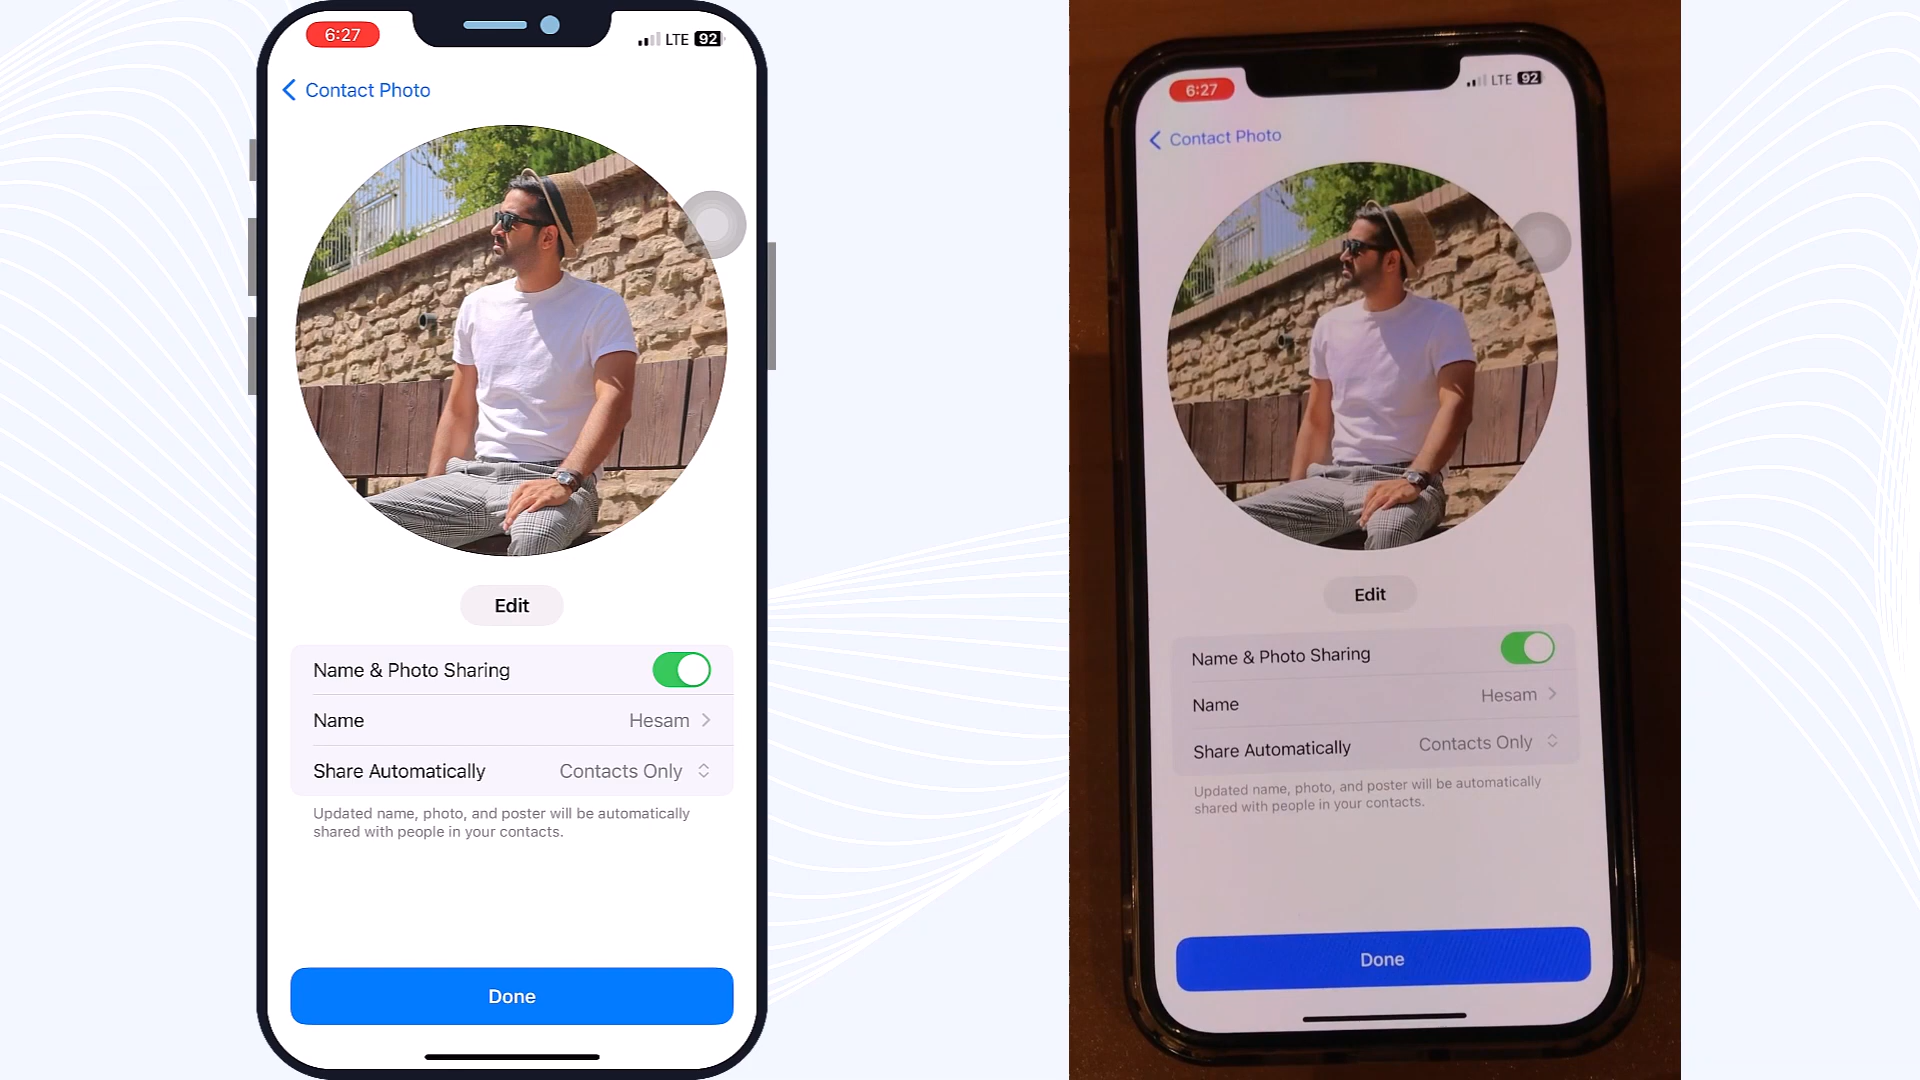 6:27
LTE 92
Contact Photo
Edit
Name & Photo Sharing
Name Hesam
Share Automatically Contacts Only
Updated name, photo, and poster will be automatically
shared with people in your contacts.
Done
6:27
LTE 92
Contact Photo
Edit
Name & Photo Sharing
Name Hesam
Share Automatically Contacts Only
Updated name, photo, and poster will be automatically
shared with people in your contacts.
Done